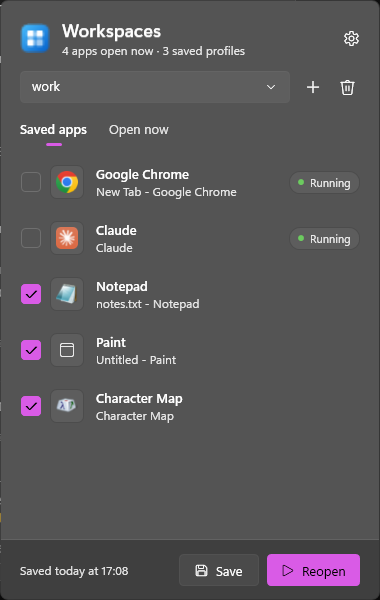 Workspaces
4 apps open now · 3 saved profiles
work
Saved apps
Open now
Google Chrome
New Tab - Google Chrome
Running
Claude
Claude
Running
Notepad
notes.txt - Notepad
Paint
Untitled - Paint
Character Map
Character Map
Saved today at 17:08
Save
Reopen